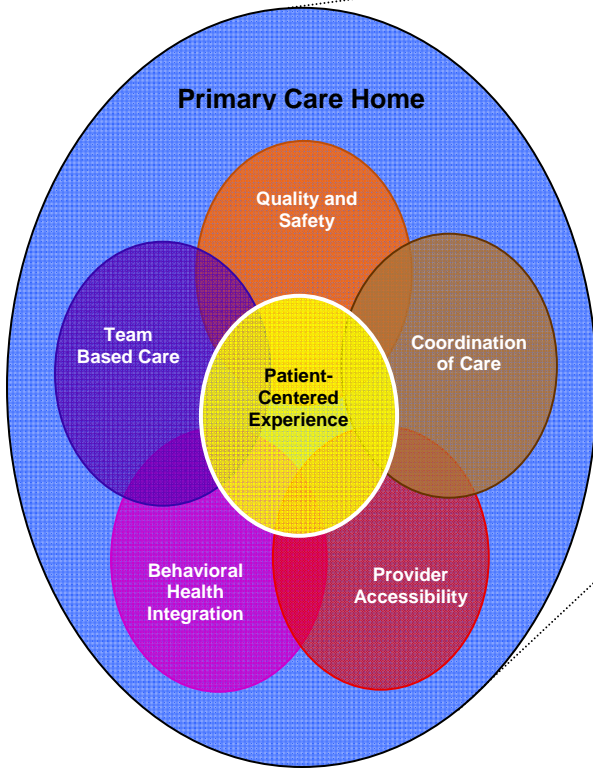 Primary Care Home
Quality and
Safety
Team
Based Care
Coordination
of Care
Patient-
Centered
Experience
Behavioral
Health
Integration
Provider
Accessibility